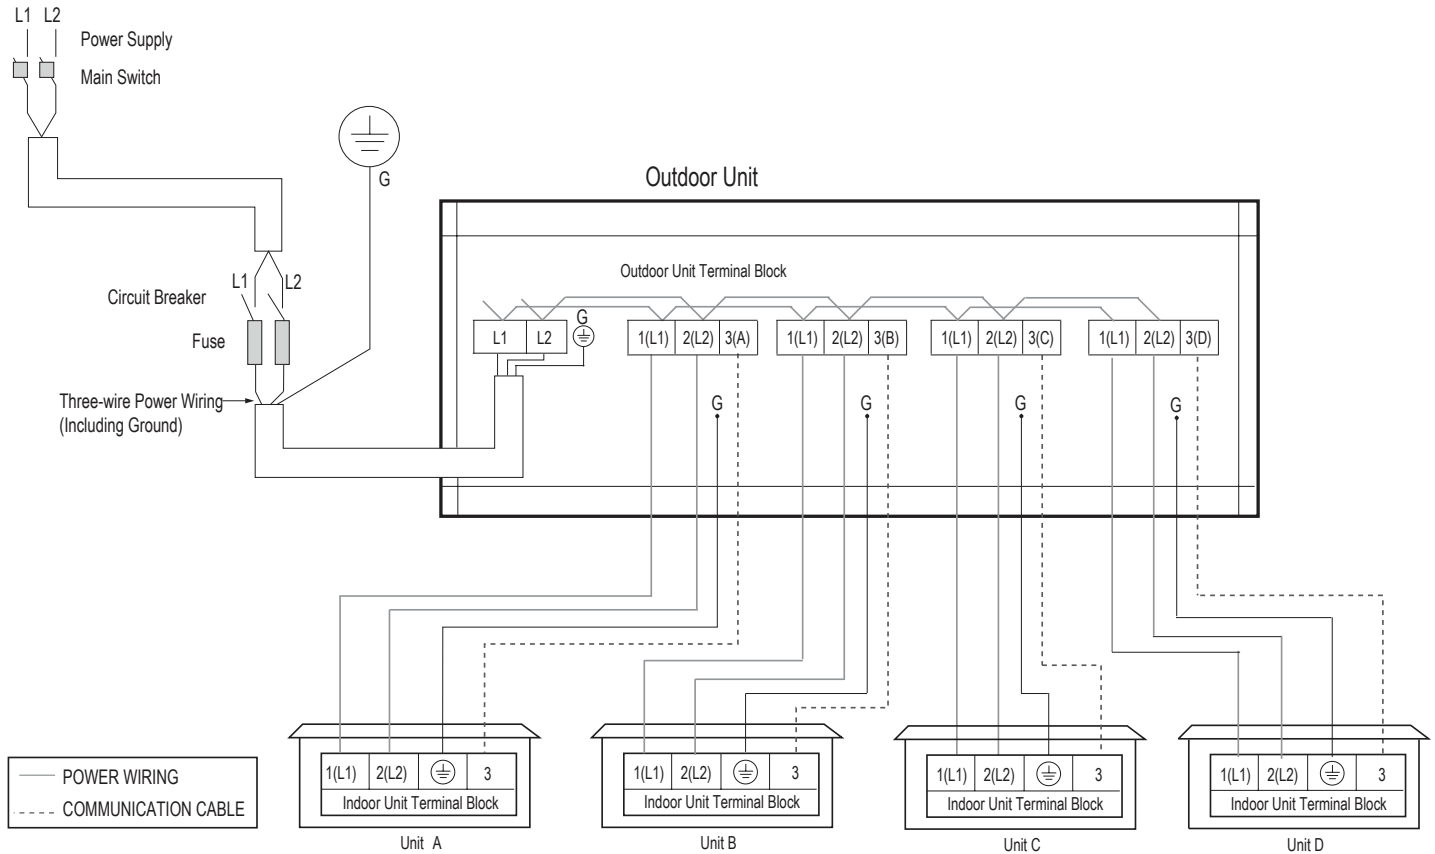 L1 L2
Power Supply
Main Switch
G
Outdoor Unit
L1 L2
Circuit Breaker
Fuse
Three-wire Power Wiring
(Including Ground)
Outdoor Unit Terminal Block
G
L1 L2
1(L1) 2(L2) 3(A)
1(L1) 2(L2) 3(B)
1(L1) 2(L2) 3(C)
1(L1) 2(L2) 3(D)
G G G G
POWER WIRING
COMMUNICATION CABLE
1(L1) 2(L2) 3
Indoor Unit Terminal Block
Unit A
1(L1) 2(L2) 3
Indoor Unit Terminal Block
Unit B
1(L1) 2(L2) 3
Indoor Unit Terminal Block
Unit C
1(L1) 2(L2) 3
Indoor Unit Terminal Block
Unit D